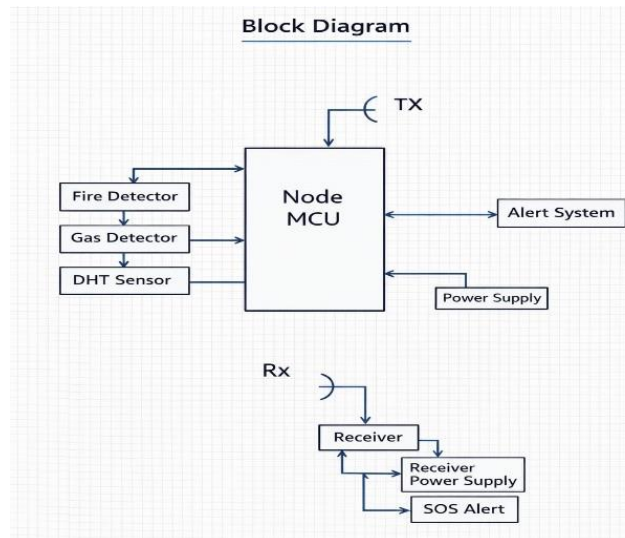 Block Diagram
TX
Node
MCU
Fire Detector
Gas Detector
DHT Sensor
Alert System
Power Supply
Rx
Receiver
Receiver
Power Supply
SOS Alert